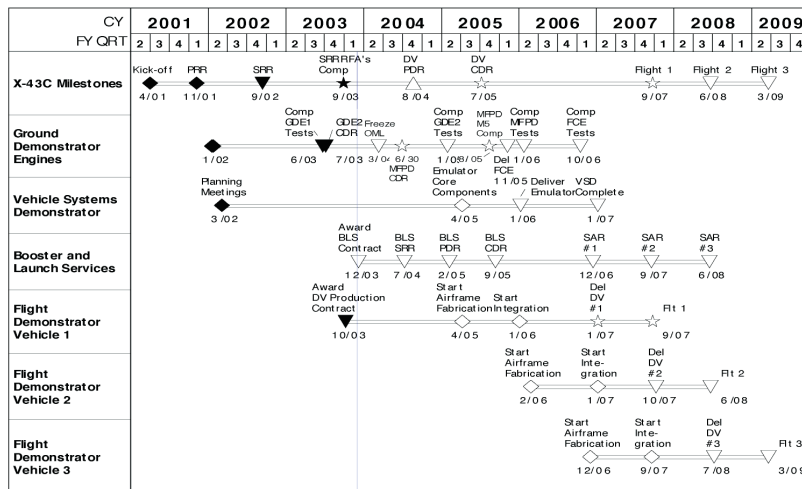 CY 2001 2002 2003 2004 2005 2006 2007 2008 2009
FY QRT 2 3 4 1 2 3 4 1 2 3 4 1 2 3 4 1 2 3 4 1 2 3 4 1 2 3 4 1 2 3 4 1 2 3 4
X-43C Milestones
Kick-off PRR SRR SRR RFA's Comp DV PDR DV CDR Flight 1 Flight 2 Flight 3
4/01 11/01 9/02 9/03 8/04 7/05 9/07 6/08 3/09
Ground
Demonstrator
Engines
Comp GDE1 Tests GDE2 CDR Freeze OML MFPD CDR Comp GDE2 Tests MFPD M5 Comp Del FCE Comp MFPD Tests Comp FCE Tests
1/02 6/03 7/03 3/04 6/30 9/05 11/05 1/06 10/06
Vehicle Systems
Demonstrator
Planning Meetings Emulator Core Components Deliver Emulator VSD Complete
3/02 4/05 1/06 1/07
Booster and
Launch Services
Award BLS Contract BLS SRR BLS PDR BLS CDR SAR #1 SAR #2 SAR #3
12/03 7/04 2/05 9/05 12/06 9/07 6/08
Flight
Demonstrator
Vehicle 1
Award DV Production Contract Start Airframe Fabrication Start Integration Del DV #1 Flt 1
10/03 4/05 1/06 1/07 9/07
Flight
Demonstrator
Vehicle 2
Start Airframe Fabrication Start Inte-gration Del DV #2 Flt 2
2/06 1/07 10/07 6/08
Flight
Demonstrator
Vehicle 3
Start Airframe Fabrication Start Inte-gration Del DV #3 Flt 3
12/06 9/07 7/08 3/09